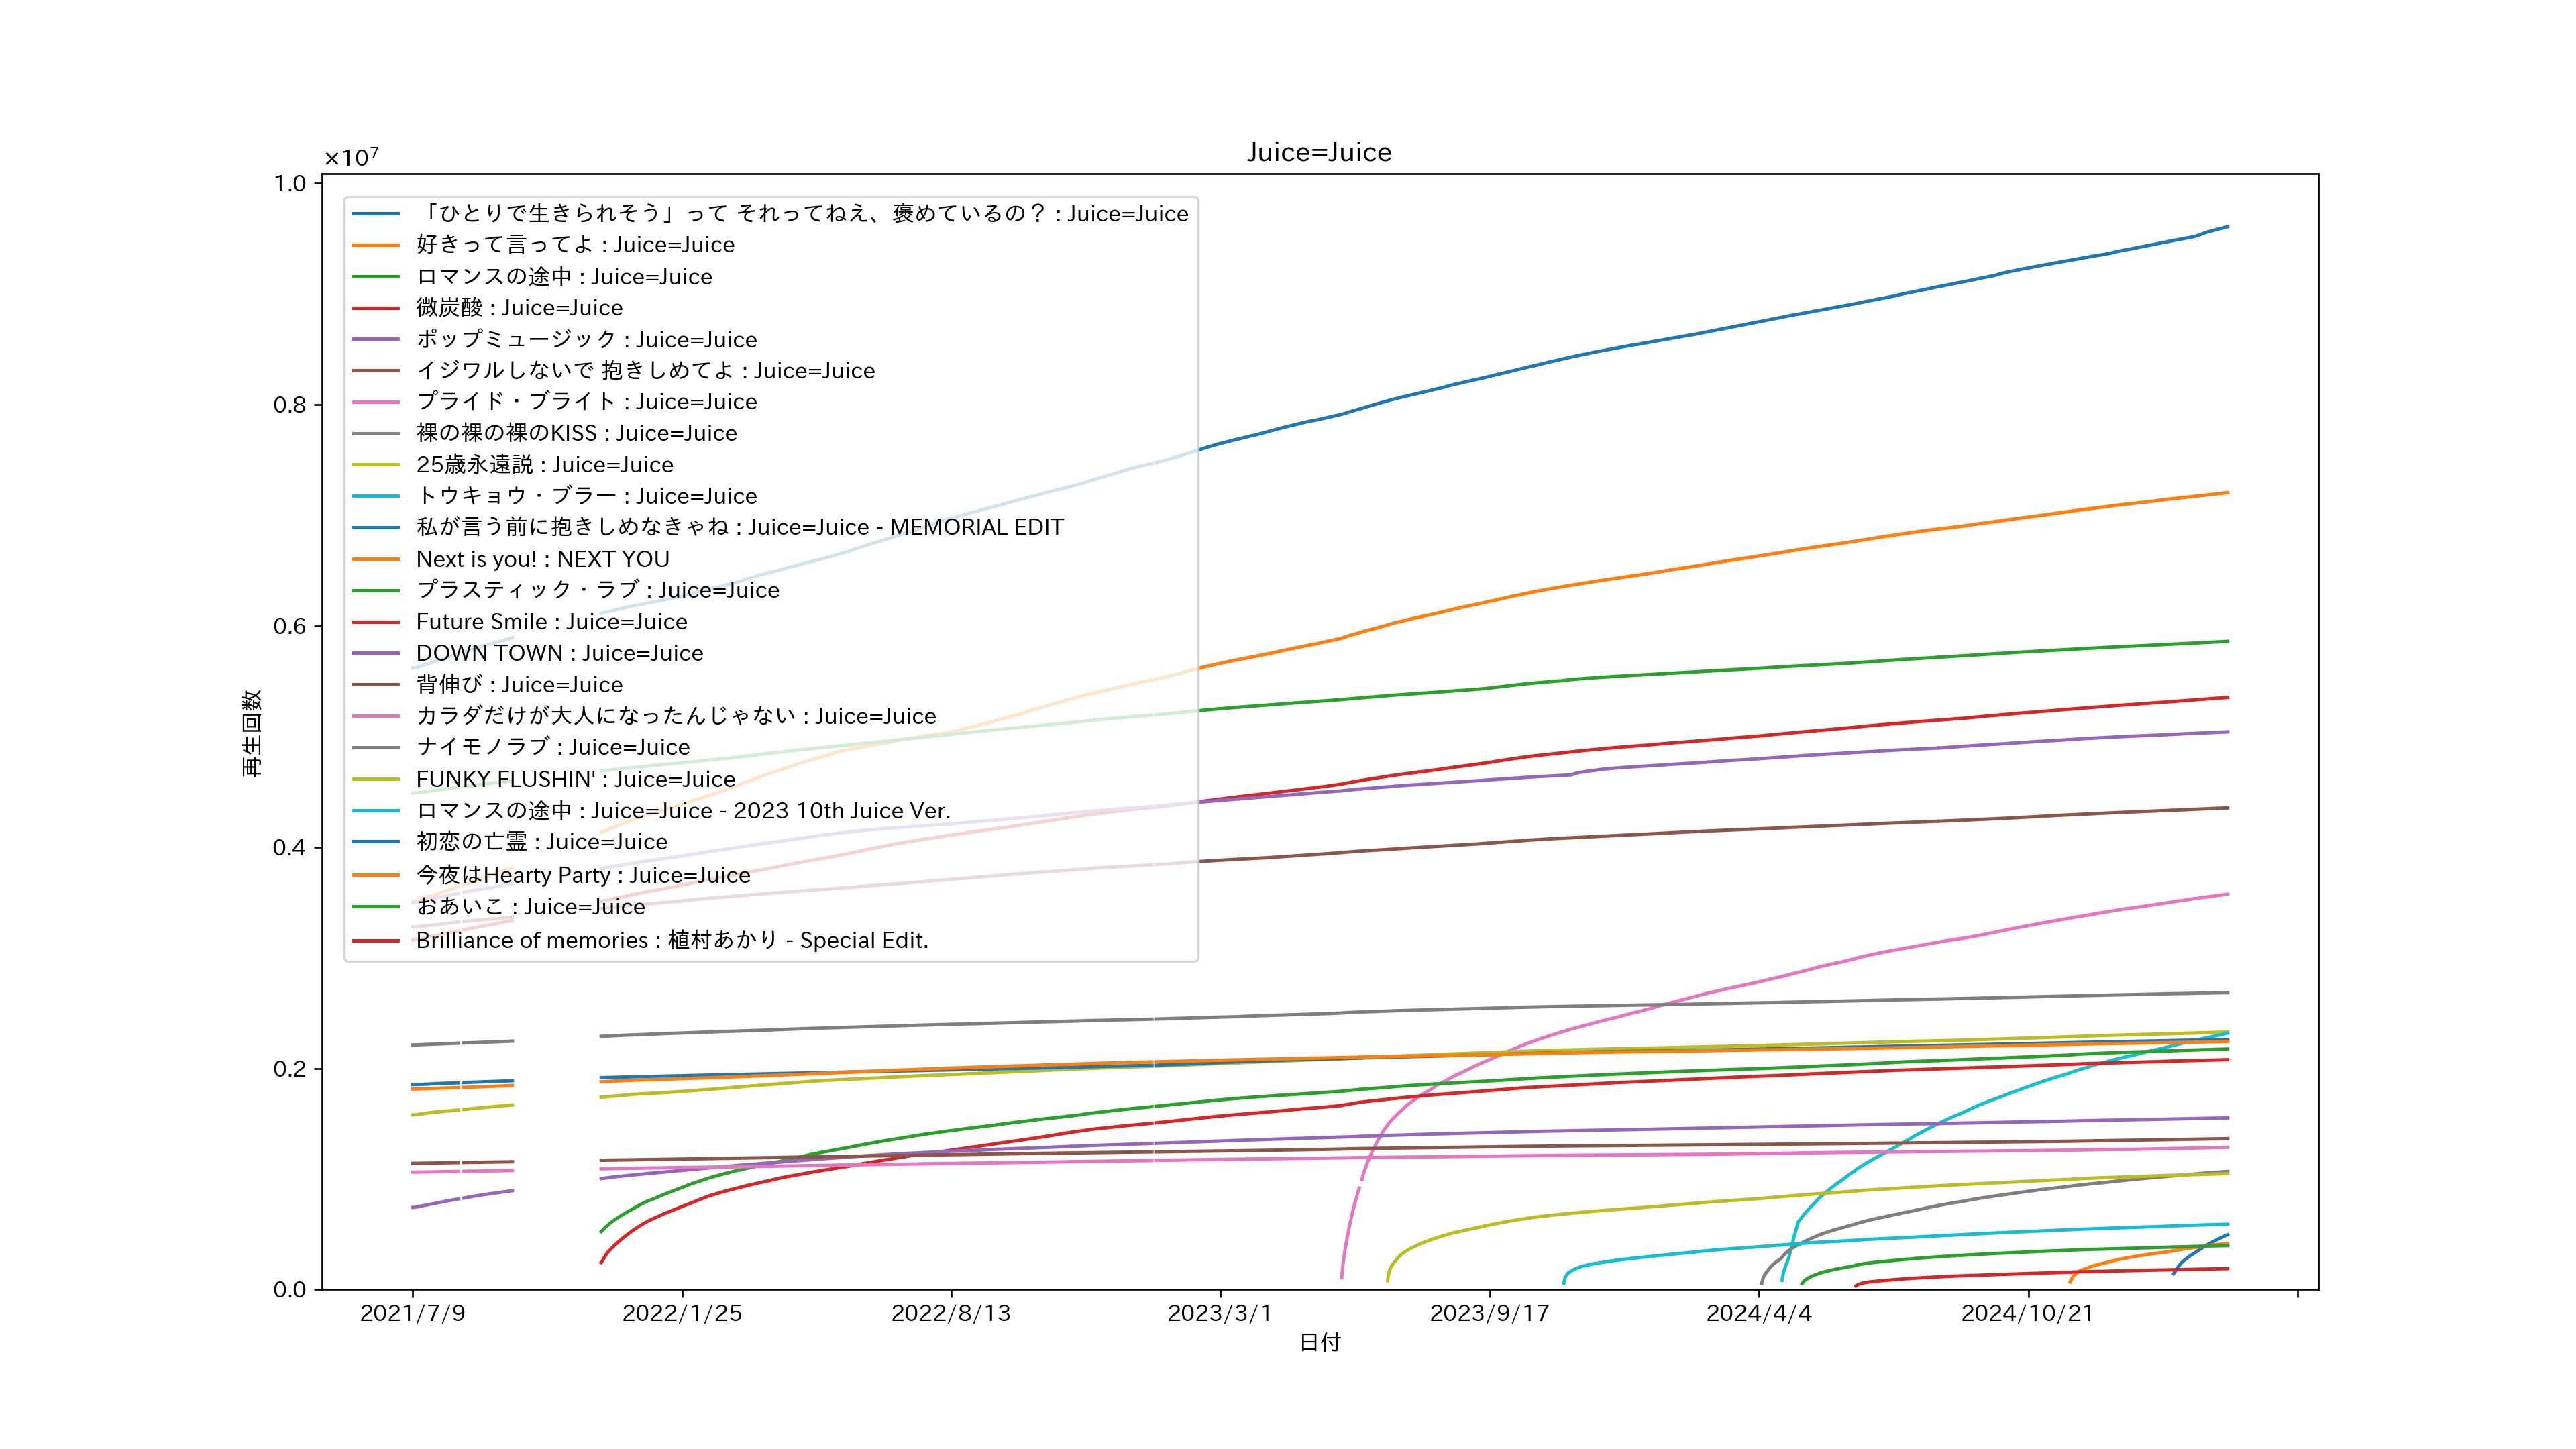 Juice=Juice
×10⁷
1.0
0.8
0.6
0.4
0.2
0.0
再生回数
「ひとりで生きられそう」って それってねえ、褒めているの？ : Juice=Juice
好きって言ってよ : Juice=Juice
ロマンスの途中 : Juice=Juice
微炭酸 : Juice=Juice
ポップミュージック : Juice=Juice
イジワルしないで 抱きしめてよ : Juice=Juice
プライド・ブライト : Juice=Juice
裸の裸の裸のKISS : Juice=Juice
25歳永遠説 : Juice=Juice
トウキョウ・ブラー : Juice=Juice
私が言う前に抱きしめなきゃね : Juice=Juice - MEMORIAL EDIT
Next is you! : NEXT YOU
プラスティック・ラブ : Juice=Juice
Future Smile : Juice=Juice
DOWN TOWN : Juice=Juice
背伸び : Juice=Juice
カラダだけが大人になったんじゃない : Juice=Juice
ナイモノラブ : Juice=Juice
FUNKY FLUSHIN' : Juice=Juice
ロマンスの途中 : Juice=Juice - 2023 10th Juice Ver.
初恋の亡霊 : Juice=Juice
今夜はHearty Party : Juice=Juice
おあいこ : Juice=Juice
Brilliance of memories : 植村あかり - Special Edit.
2021/7/9 2022/1/25 2022/8/13 2023/3/1 2023/9/17 2024/4/4 2024/10/21
日付